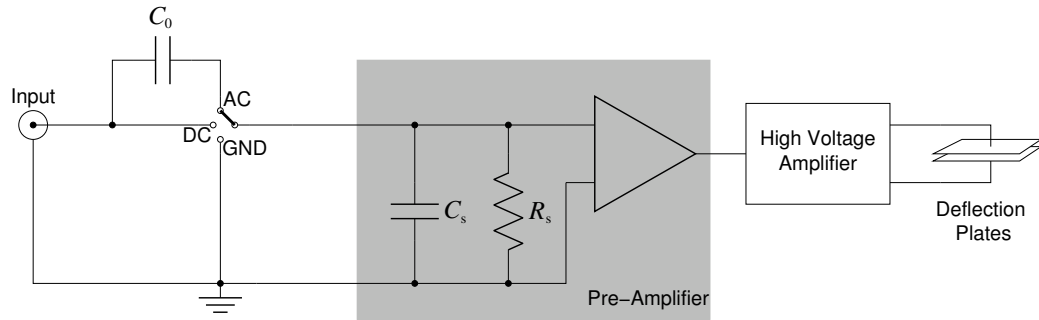 C₀
Input
AC
DC
GND
Cₛ
Rₛ
High Voltage
Amplifier
Deflection
Plates
Pre−Amplifier